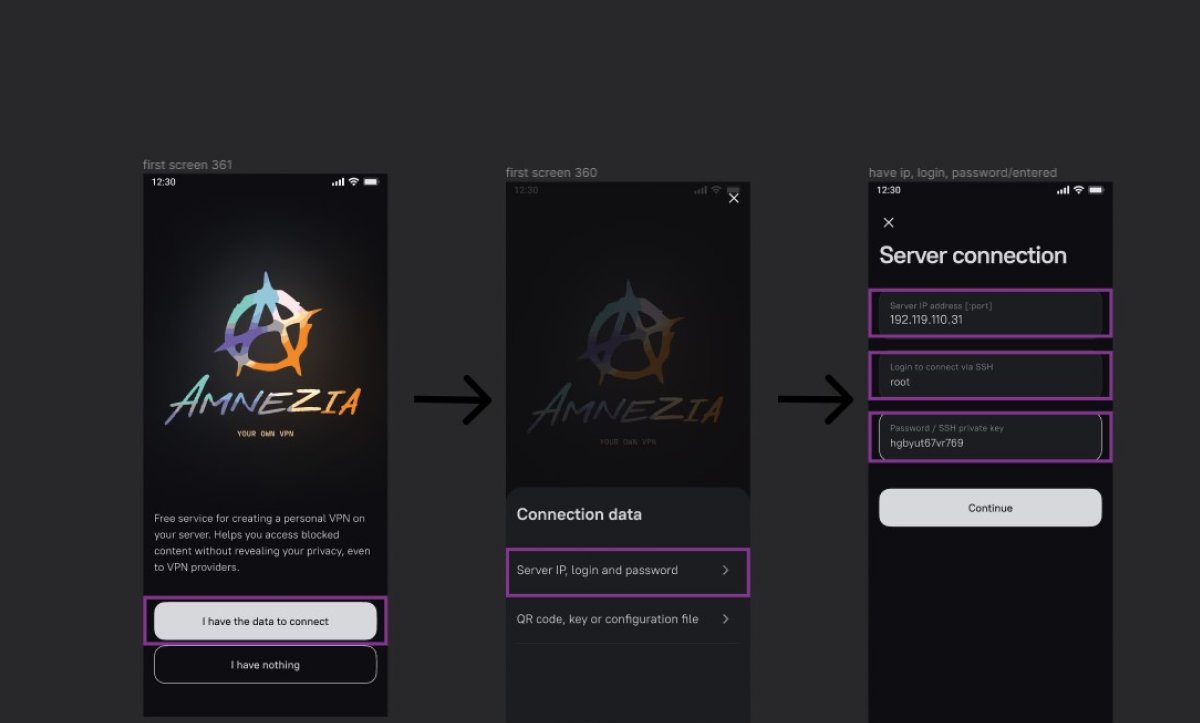 first screen 361
12:30
AMNEZIA
YOUR OWN VPN
Free service for creating a personal VPN on
your server. Helps you access blocked
content without revealing your privacy, even
to VPN providers.
I have the data to connect
I have nothing
first screen 360
12:30
AMNEZIA
YOUR OWN VPN
Connection data
Server IP, login and password
QR code, key or configuration file
have ip, login, password/entered
12:30
Server connection
Server IP address [:port]
192.119.110.31
Login to connect via SSH
root
Password / SSH private key
hgbyut67vr769
Continue